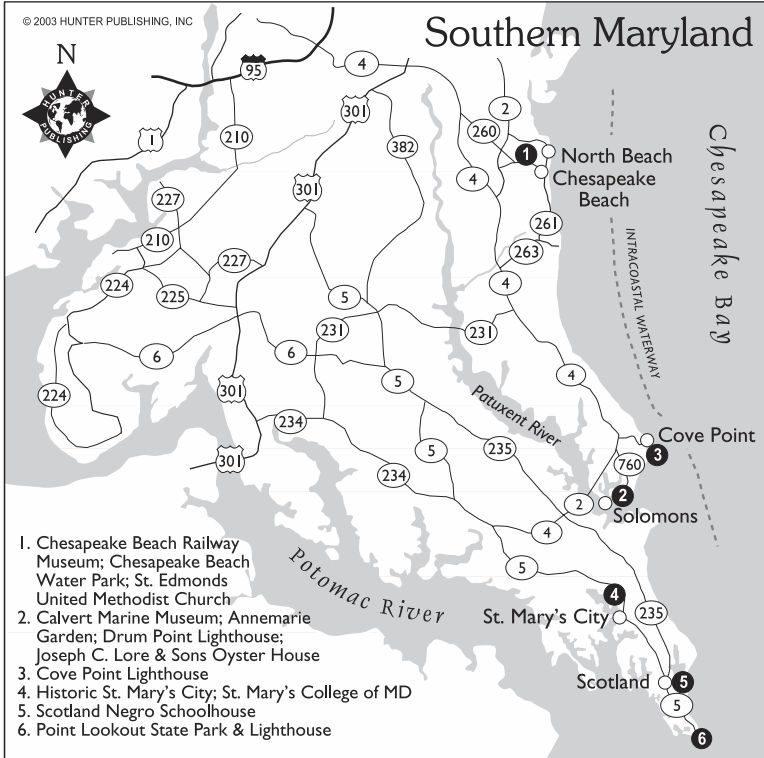 © 2003 HUNTER PUBLISHING, INC
Southern Maryland
N
HUNTER
PUBLISHING
95
4
1
210
301
2
260
382
1
North Beach
Chesapeake
Beach
Chesapeake Bay
301
4
227
261
210
263
INTRACOASTAL WATERWAY
227
224
225
4
5
231
231
6
6
4
5
224
301
Patuxent River
234
Cove Point
301
5
235
3
760
234
2
2
Solomons
4
1. Chesapeake Beach Railway
Museum; Chesapeake Beach
Water Park; St. Edmonds
United Methodist Church
2. Calvert Marine Museum; Annemarie
Garden; Drum Point Lighthouse;
Joseph C. Lore & Sons Oyster House
3. Cove Point Lighthouse
4. Historic St. Mary's City; St. Mary's College of MD
5. Scotland Negro Schoolhouse
6. Point Lookout State Park & Lighthouse
Potomac River
5
4
St. Mary's City
235
Scotland
5
5
6